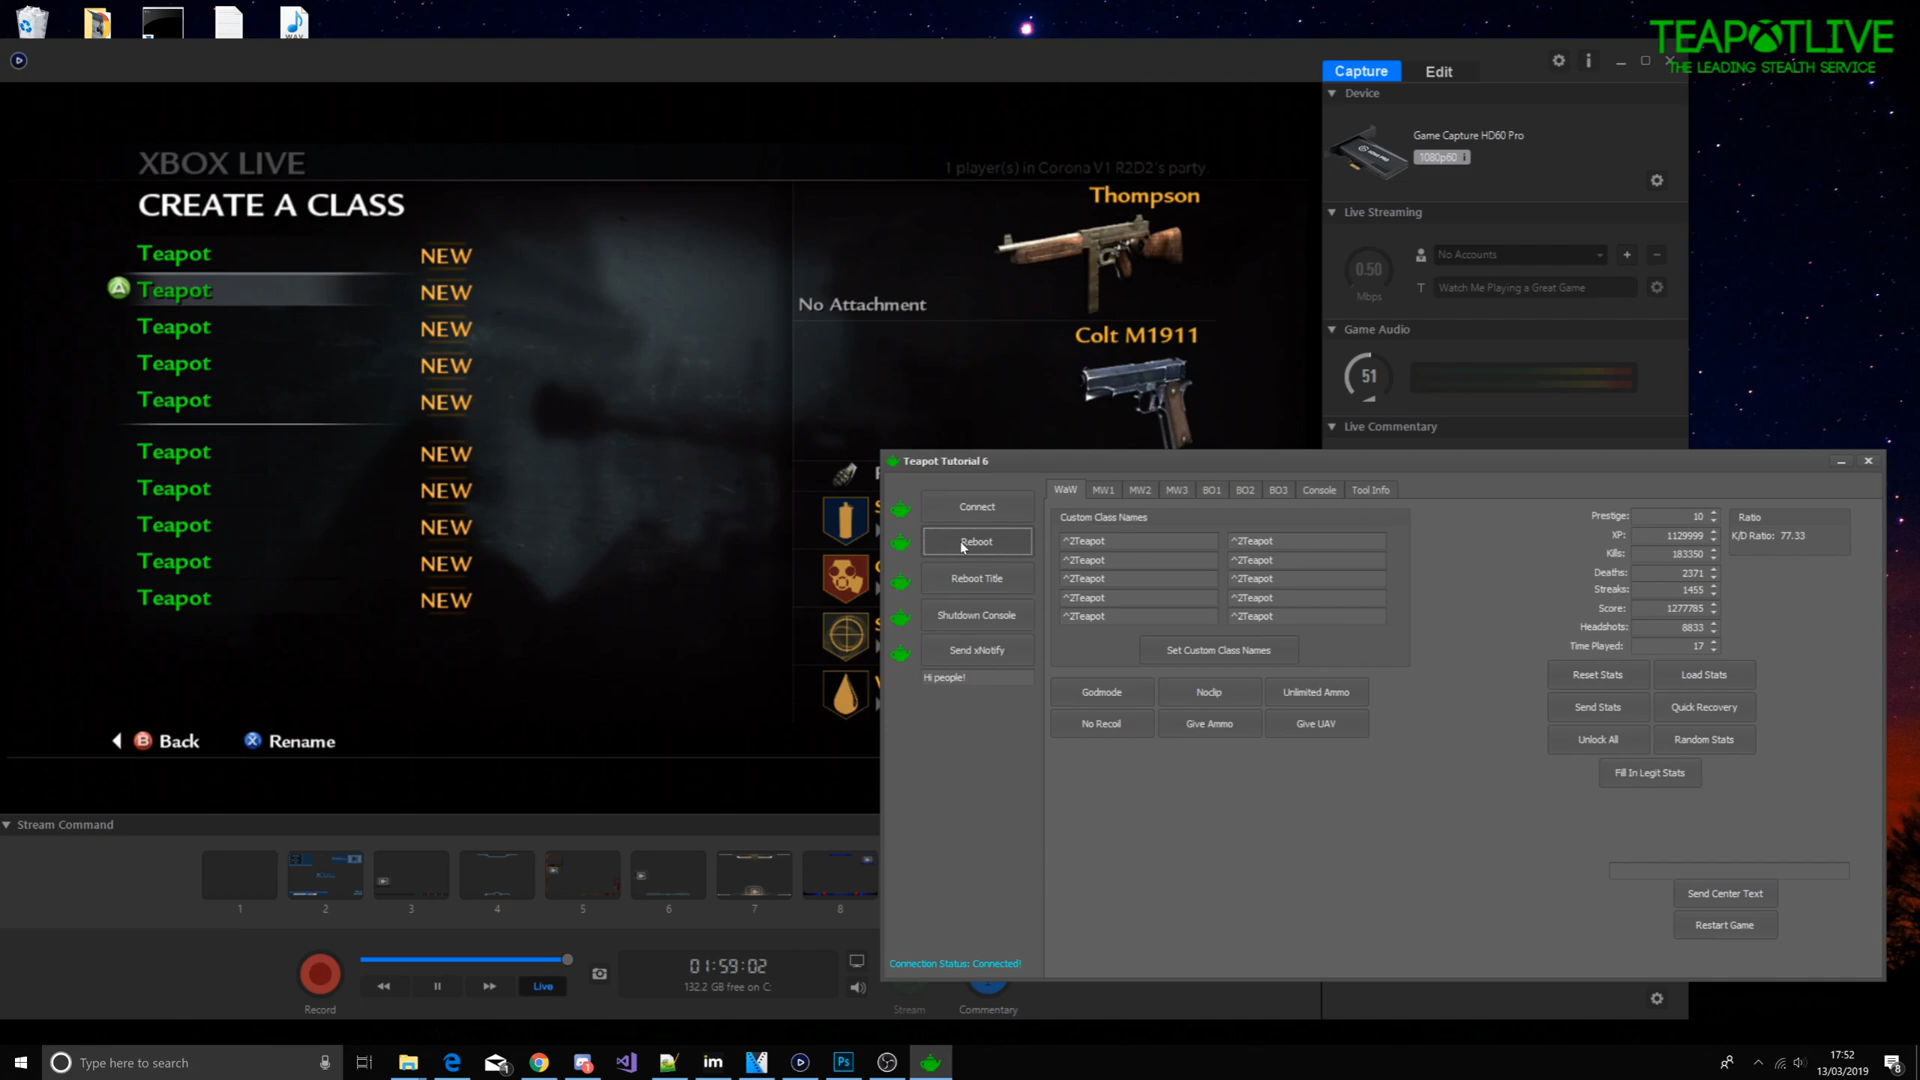 TEAPOTLIVE
THE LEADING STEALTH SERVICE
Capture
Edit
Device
Game Capture HD60 Pro
1080p60 i
Live Streaming
0.50
Mbps
No Accounts
+
-
T
Watch Me Playing a Great Game
Game Audio
51
Live Commentary
XBOX LIVE
1 player(s) in Corona V1 R2D2's party.
CREATE A CLASS
Teapot NEW
A Teapot NEW
Teapot NEW
Teapot NEW
Teapot NEW
Teapot NEW
Teapot NEW
Teapot NEW
Teapot NEW
Teapot NEW
Thompson
No Attachment
Colt M1911
B Back
X Rename
Teapot Tutorial 6
Connect
Reboot
Reboot Title
Shutdown Console
Send xNotify
Hi people!
Connection Status: Connected!
WaW
MW1
MW2
MW3
BO1
BO2
BO3
Console
Tool Info
Custom Class Names
^2Teapot ^2Teapot
^2Teapot ^2Teapot
^2Teapot ^2Teapot
^2Teapot ^2Teapot
^2Teapot ^2Teapot
Set Custom Class Names
Godmode
Noclip
Unlimited Ammo
No Recoil
Give Ammo
Give UAV
Prestige: 10
XP: 1129999
Kills: 183350
Deaths: 2371
Streaks: 1455
Score: 1277785
Headshots: 8833
Time Played: 17
Ratio
K/D Ratio: 77.33
Reset Stats
Load Stats
Send Stats
Quick Recovery
Unlock All
Random Stats
Fill In Legit Stats
Send Center Text
Restart Game
Stream Command
1
2
3
4
5
6
7
8
Record
Live
01:59:02
132.2 GB free on C:
Stream
Commentary
Type here to search
im
Ps
17:52
13/03/2019
8